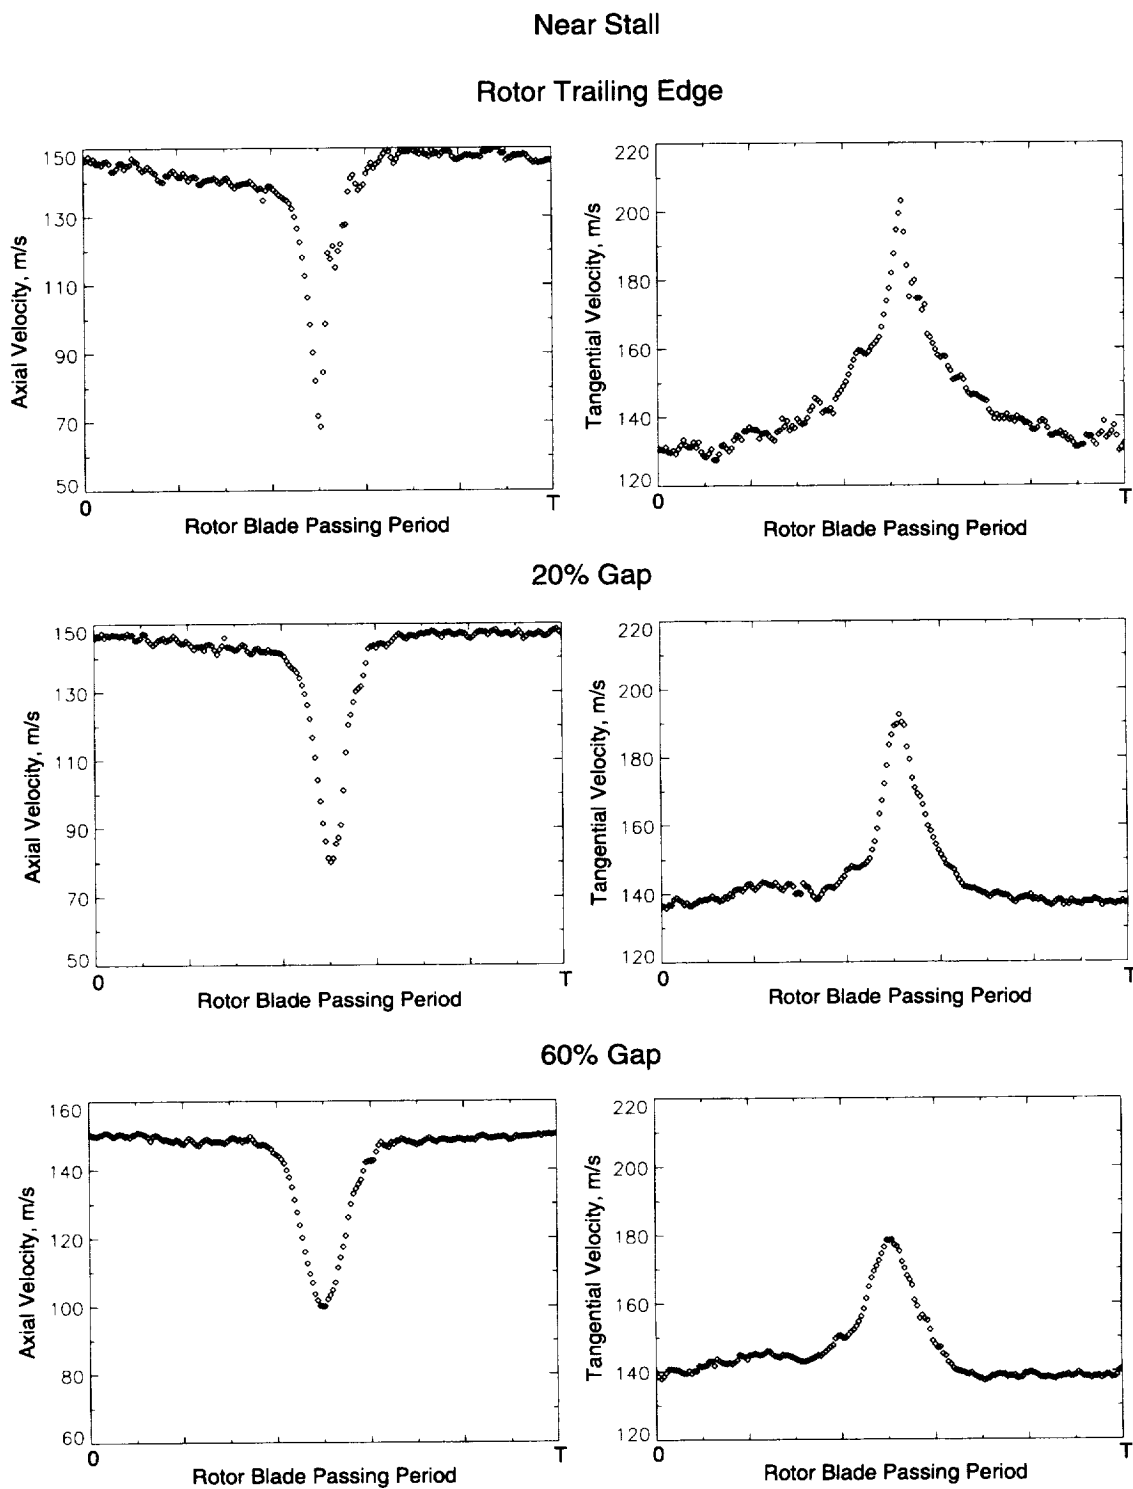 Near Stall
Rotor Trailing Edge
Axial Velocity, m/s
150
130
110
90
70
50
0
T
Rotor Blade Passing Period
Tangential Velocity, m/s
220
200
180
160
140
120
0
T
Rotor Blade Passing Period
20% Gap
Axial Velocity, m/s
150
130
110
90
70
50
0
T
Rotor Blade Passing Period
Tangential Velocity, m/s
220
200
180
160
140
120
0
T
Rotor Blade Passing Period
60% Gap
Axial Velocity, m/s
160
140
120
100
80
60
0
T
Rotor Blade Passing Period
Tangential Velocity, m/s
220
200
180
160
140
120
0
T
Rotor Blade Passing Period